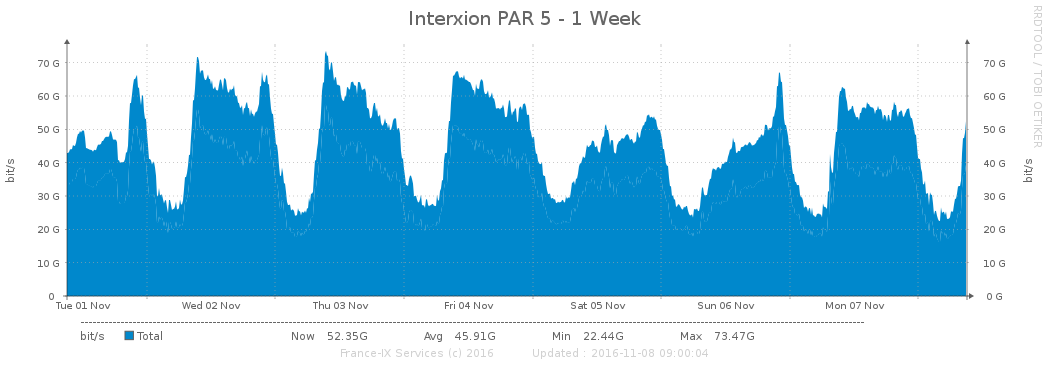 Interxion PAR 5 - 1 Week
RRDTOOL / TOBI OETIKER
bit/s
bit/s
70 G 70 G
60 G 60 G
50 G 50 G
40 G 40 G
30 G 30 G
20 G 20 G
10 G 10 G
0 0 G
Tue 01 Nov Wed 02 Nov Thu 03 Nov Fri 04 Nov Sat 05 Nov Sun 06 Nov Mon 07 Nov
bit/s Total Now 52.35G Avg 45.91G Min 22.44G Max 73.47G
France-IX Services (c) 2016 Updated : 2016-11-08 09:00:04